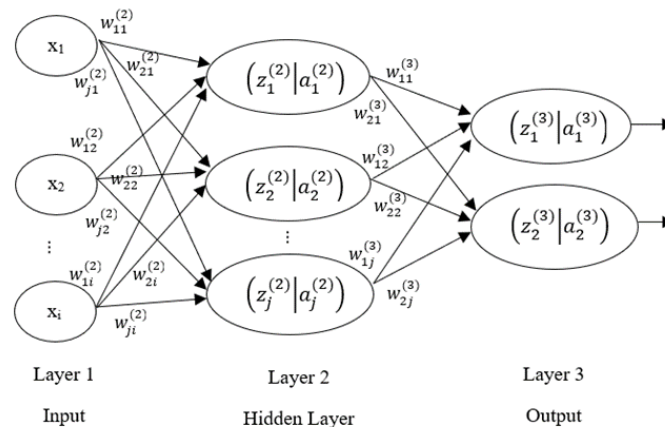 w₁₁⁽²⁾
x₁
w₂₁⁽²⁾
wⱼ₁⁽²⁾
(z₁⁽²⁾|a₁⁽²⁾)
w₁₁⁽³⁾
w₂₁⁽³⁾
(z₁⁽³⁾|a₁⁽³⁾)
w₁₂⁽²⁾
x₂
w₂₂⁽²⁾
wⱼ₂⁽²⁾
(z₂⁽²⁾|a₂⁽²⁾)
w₁₂⁽³⁾
w₂₂⁽³⁾
(z₂⁽³⁾|a₂⁽³⁾)
⋮
⋮
w₁ᵢ⁽²⁾
w₂ᵢ⁽²⁾
xᵢ
wⱼᵢ⁽²⁾
(zⱼ⁽²⁾|aⱼ⁽²⁾)
w₁ⱼ⁽³⁾
w₂ⱼ⁽³⁾
Layer 1
Input
Layer 2
Hidden Layer
Layer 3
Output